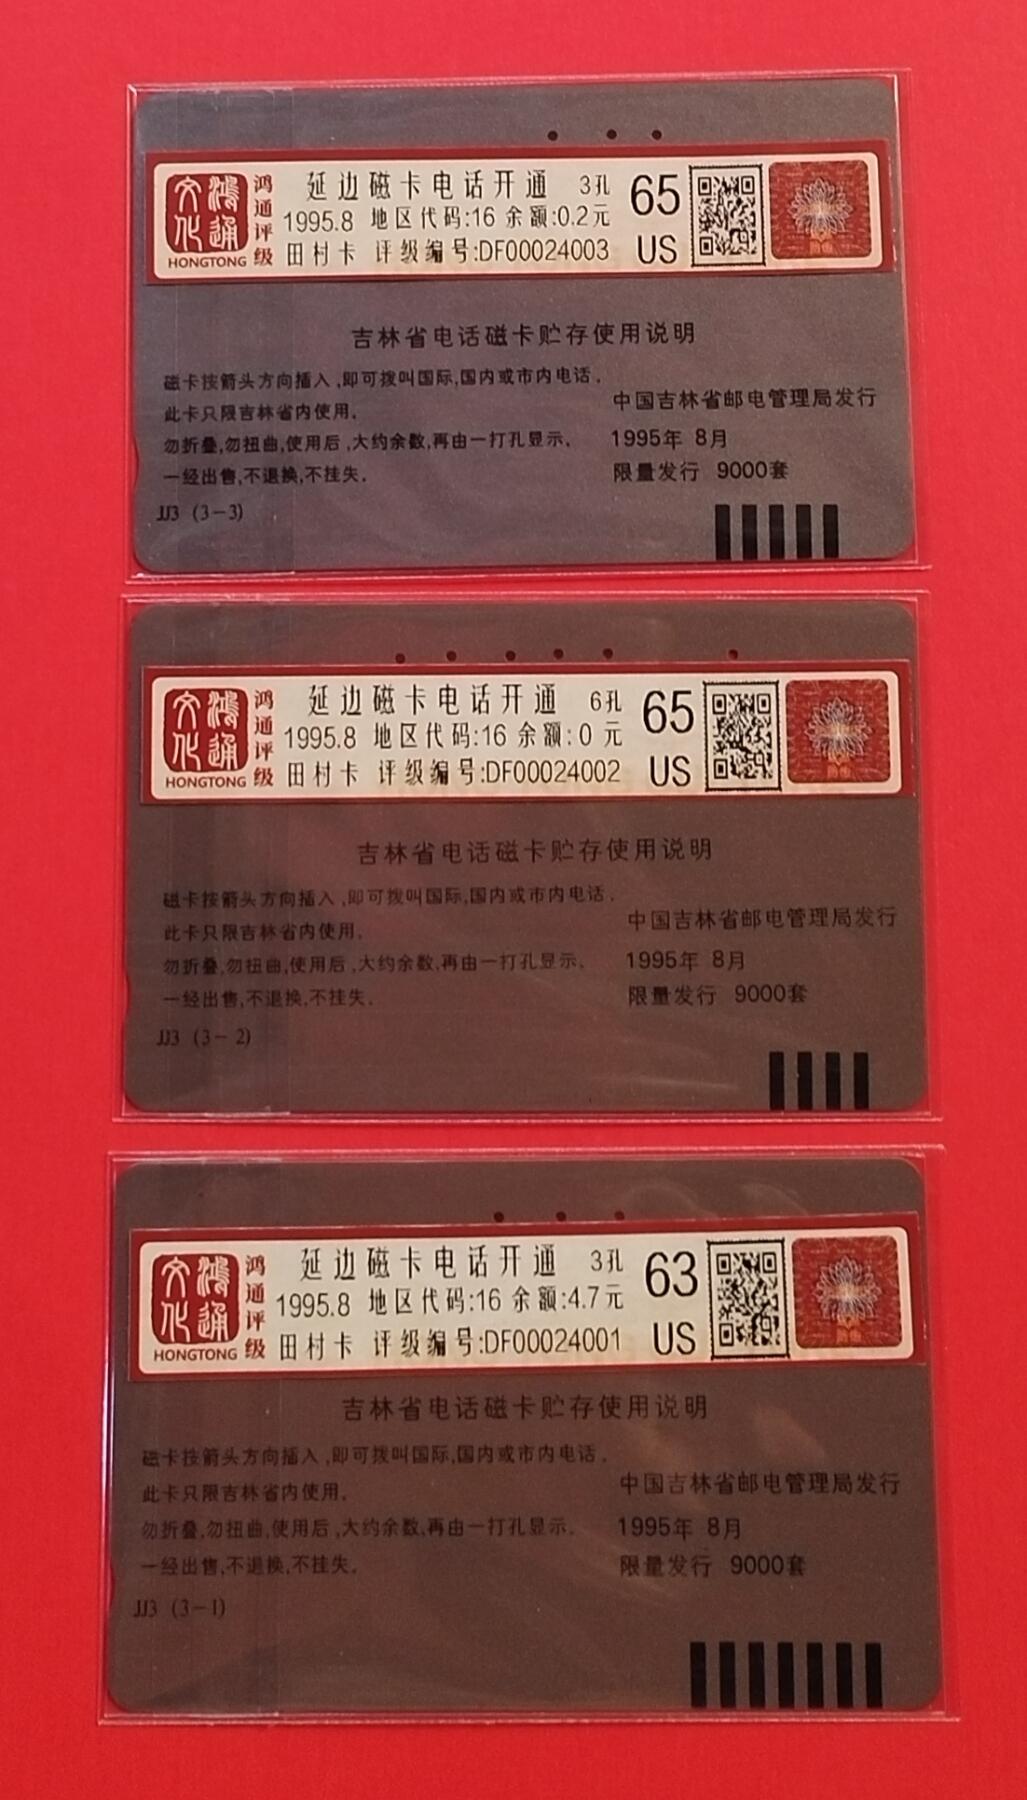 鸿通文化
HONGTONG
鸿通评级
延边磁卡电话开通 3孔
1995.8 地区代码:16 余额:0.2元
田村卡 评级编号:DF00024003
65
US
吉林省电话磁卡贮存使用说明
磁卡按箭头方向插入,即可拨叫国际,国内或市内电话.
此卡只限吉林省内使用.
勿折叠,勿扭曲,使用后,大约余数,再由一打孔显示.
一经出售,不退换,不挂失.
JJ3 (3-3)
中国吉林省邮电管理局发行
1995年 8月
限量发行 9000套
鸿通文化
HONGTONG
鸿通评级
延边磁卡电话开通 6孔
1995.8 地区代码:16 余额:0 元
田村卡 评级编号:DF00024002
65
US
吉林省电话磁卡贮存使用说明
磁卡按箭头方向插入,即可拨叫国际,国内或市内电话.
此卡只限吉林省内使用.
勿折叠,勿扭曲,使用后,大约余数,再由一打孔显示.
一经出售,不退换,不挂失.
JJ3 (3-2)
中国吉林省邮电管理局发行
1995年 8月
限量发行 9000套
鸿通文化
HONGTONG
鸿通评级
延边磁卡电话开通 3孔
1995.8 地区代码:16 余额:4.7元
田村卡 评级编号:DF00024001
63
US
吉林省电话磁卡贮存使用说明
磁卡按箭头方向插入,即可拨叫国际,国内或市内电话.
此卡只限吉林省内使用.
勿折叠,勿扭曲,使用后,大约余数,再由一打孔显示.
一经出售,不退换,不挂失.
JJ3 (3-1)
中国吉林省邮电管理局发行
1995年 8月
限量发行 9000套